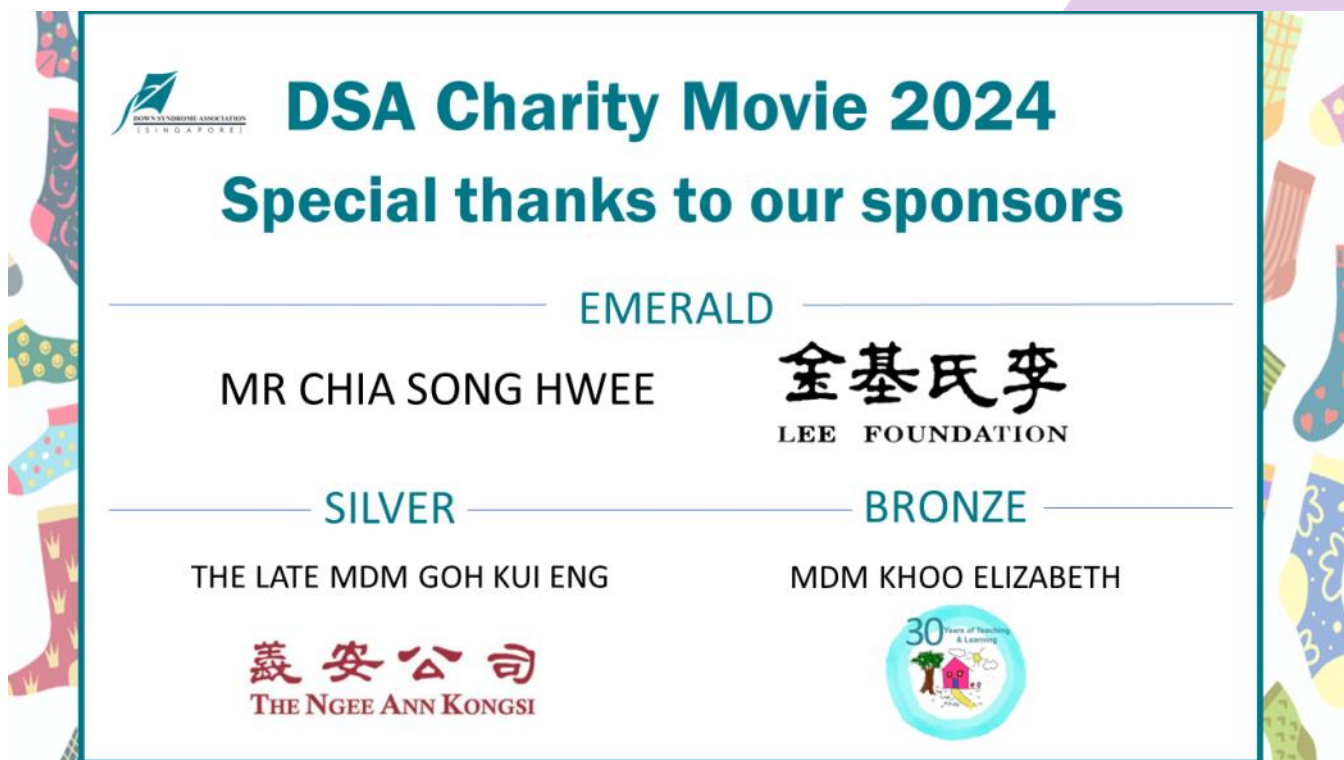 DSA Charity Movie 2024
DOWN SYNDROME ASSOCIATION
(SINGAPORE)
Special thanks to our sponsors
EMERALD
MR CHIA SONG HWEE
金基氏李
LEE FOUNDATION
SILVER
THE LATE MDM GOH KUI ENG
義安公司
THE NGEE ANN KONGSI
BRONZE
MDM KHOO ELIZABETH
30 Years of Teaching
& Learning